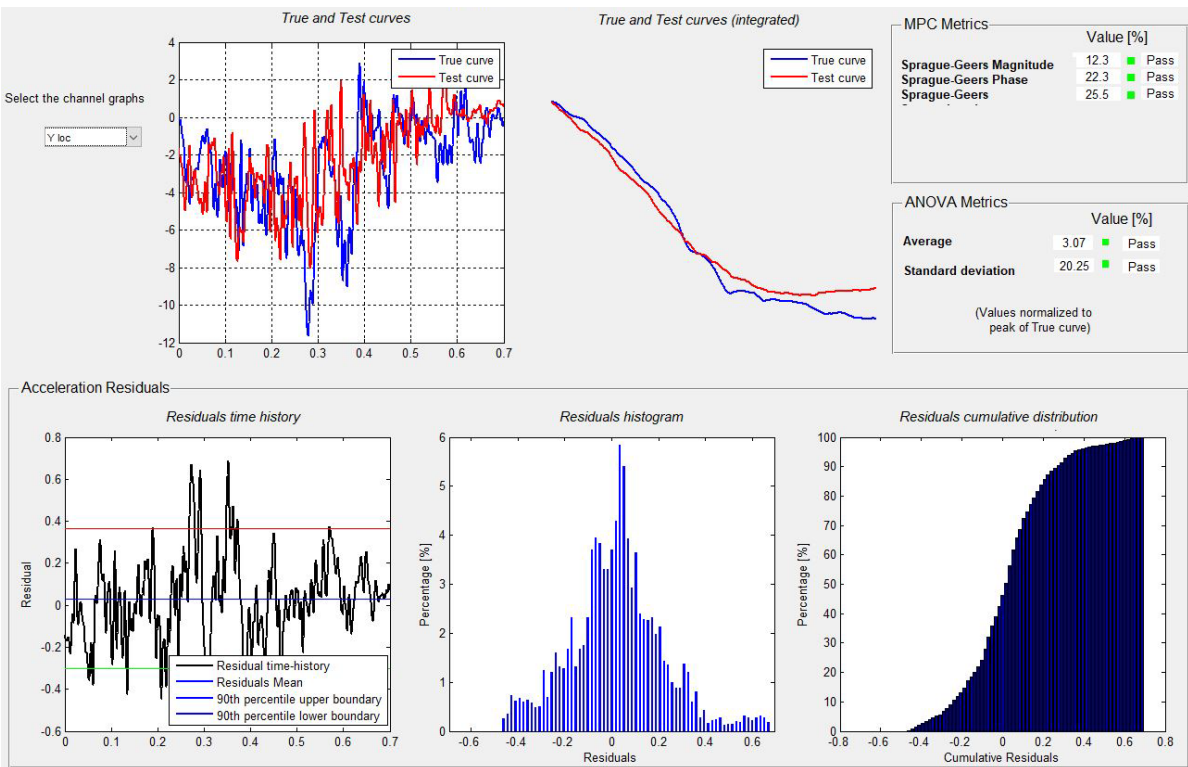 True and Test curves
True and Test curves (integrated)
MPC Metrics
Value [%]
Sprague-Geers Magnitude 12.3 Pass
Sprague-Geers Phase 22.3 Pass
Sprague-Geers 25.5 Pass
Select the channel graphs
Y loc
True curve
Test curve
True curve
Test curve
4
2
0
-2
-4
-6
-8
-10
-12
0 0.1 0.2 0.3 0.4 0.5 0.6 0.7
ANOVA Metrics
Value [%]
Average 3.07 Pass
Standard deviation 20.25 Pass
(Values normalized to
peak of True curve)
Acceleration Residuals
Residuals time history
Residual
0.8
0.6
0.4
0.2
0
-0.2
-0.4
-0.6
0 0.1 0.2 0.3 0.4 0.5 0.6 0.7
Residual time-history
Residuals Mean
90th percentile upper boundary
90th percentile lower boundary
Residuals histogram
Percentage [%]
6
5
4
3
2
1
0
-0.6 -0.4 -0.2 0 0.2 0.4 0.6
Residuals
Residuals cumulative distribution
Percentage [%]
100
90
80
70
60
50
40
30
20
10
0
-0.8 -0.6 -0.4 -0.2 0 0.2 0.4 0.6 0.8
Cumulative Residuals